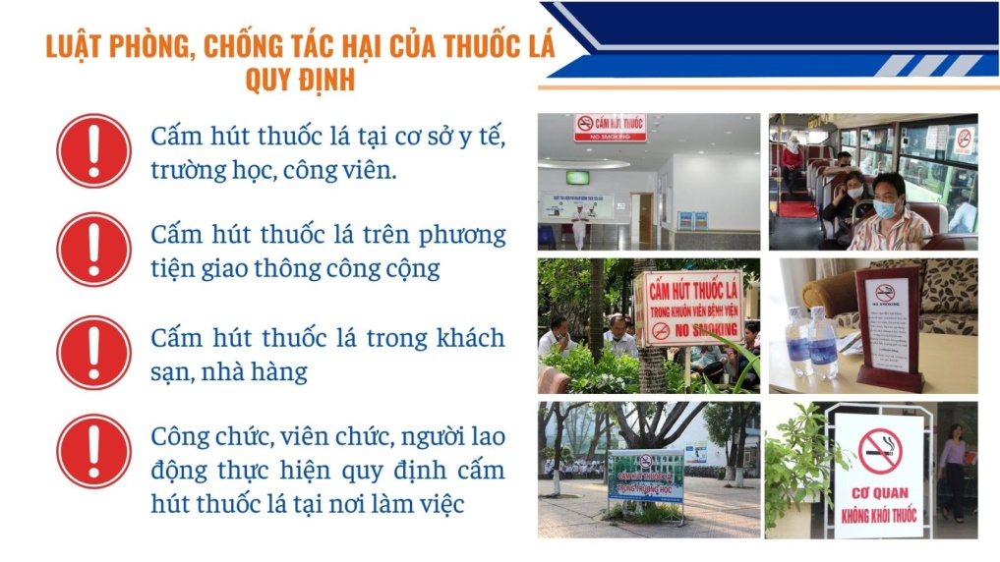 LUẬT PHÒNG, CHỐNG TÁC HẠI CỦA THUỐC LÁ
QUY ĐỊNH
Cấm hút thuốc lá tại cơ sở y tế,
trường học, công viên.
Cấm hút thuốc lá trên phương
tiện giao thông công cộng
Cấm hút thuốc lá trong khách
sạn, nhà hàng
Công chức, viên chức, người lao
động thực hiện quy định cấm
hút thuốc lá tại nơi làm việc
CẤM HÚT THUỐC
NO SMOKING
CẤM HÚT THUỐC LÁ
TRONG KHUÔN VIÊN BỆNH VIỆN
NO SMOKING
NO SMOKING
CẤM HÚT THUỐC LÁ
TRONG TRƯỜNG HỌC
CƠ QUAN
KHÔNG KHÓI THUỐC